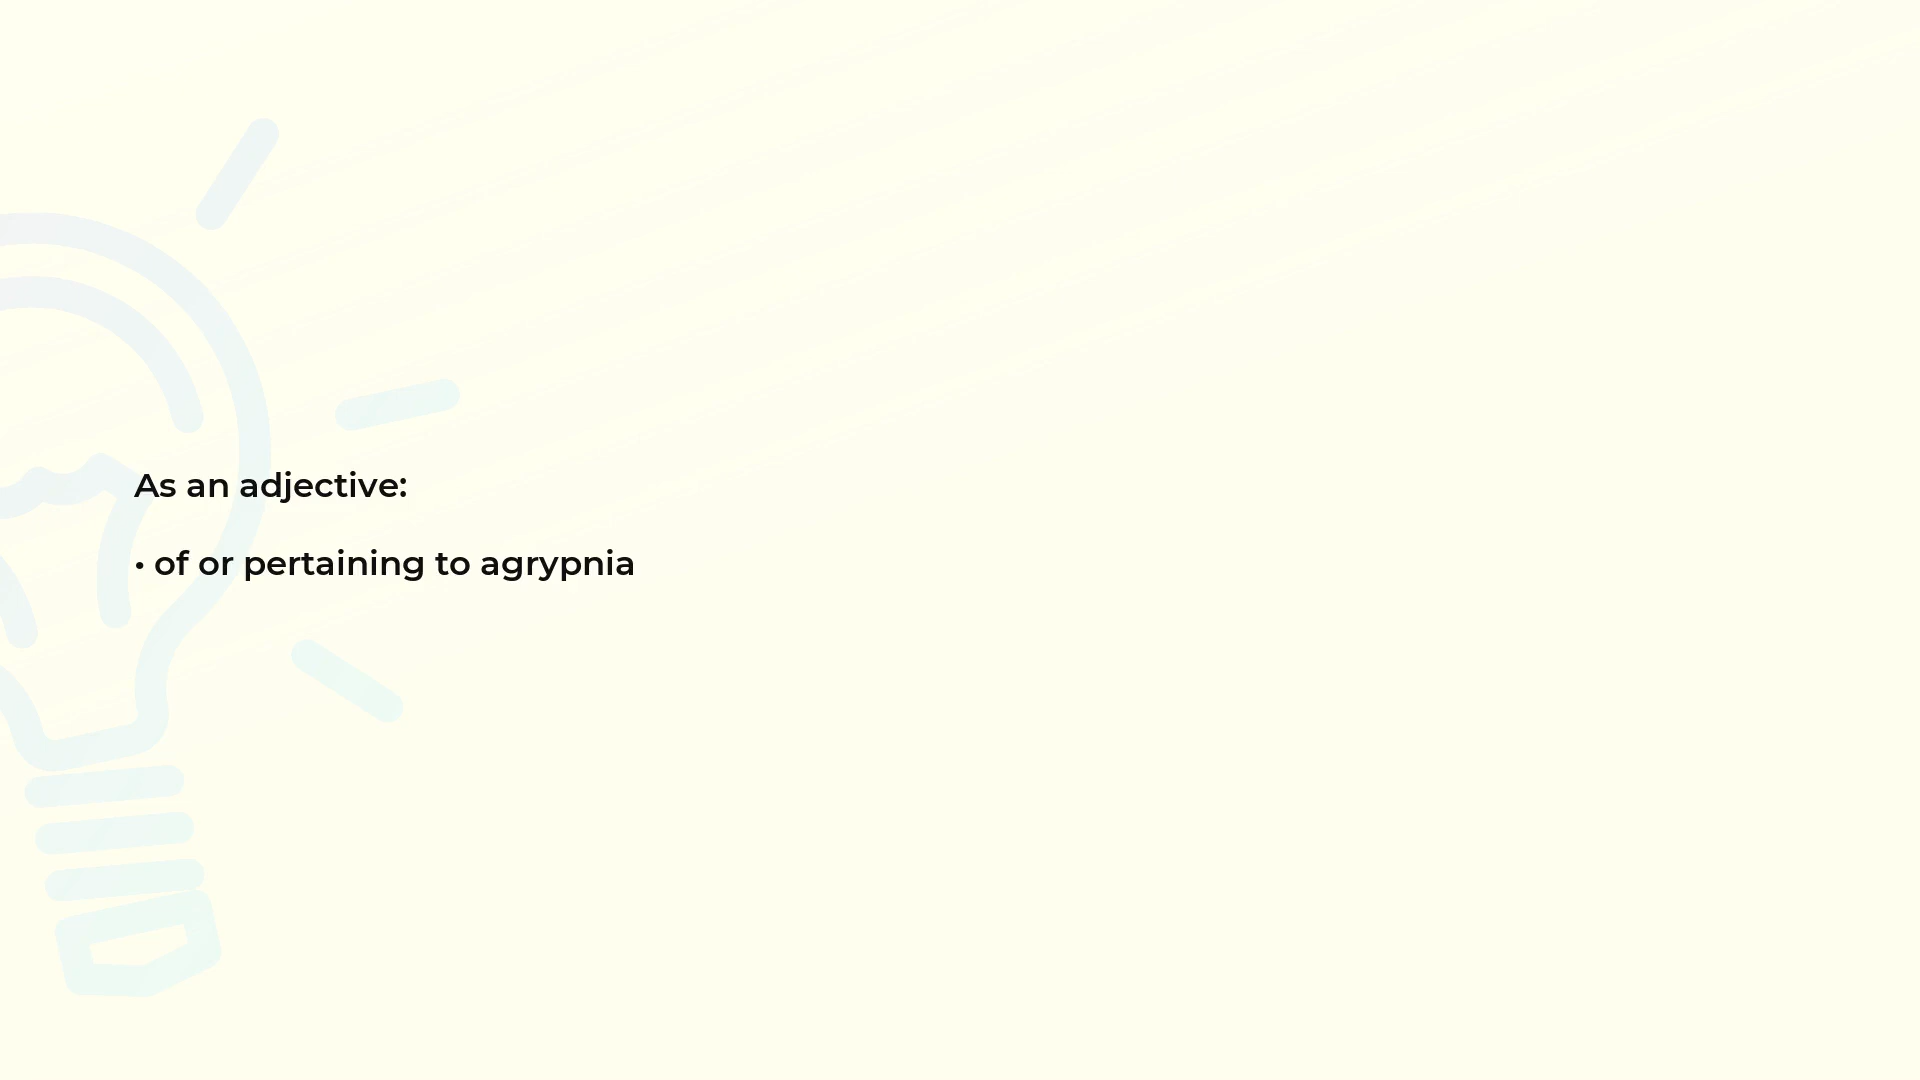 As an adjective:
• of or pertaining to agrypnia